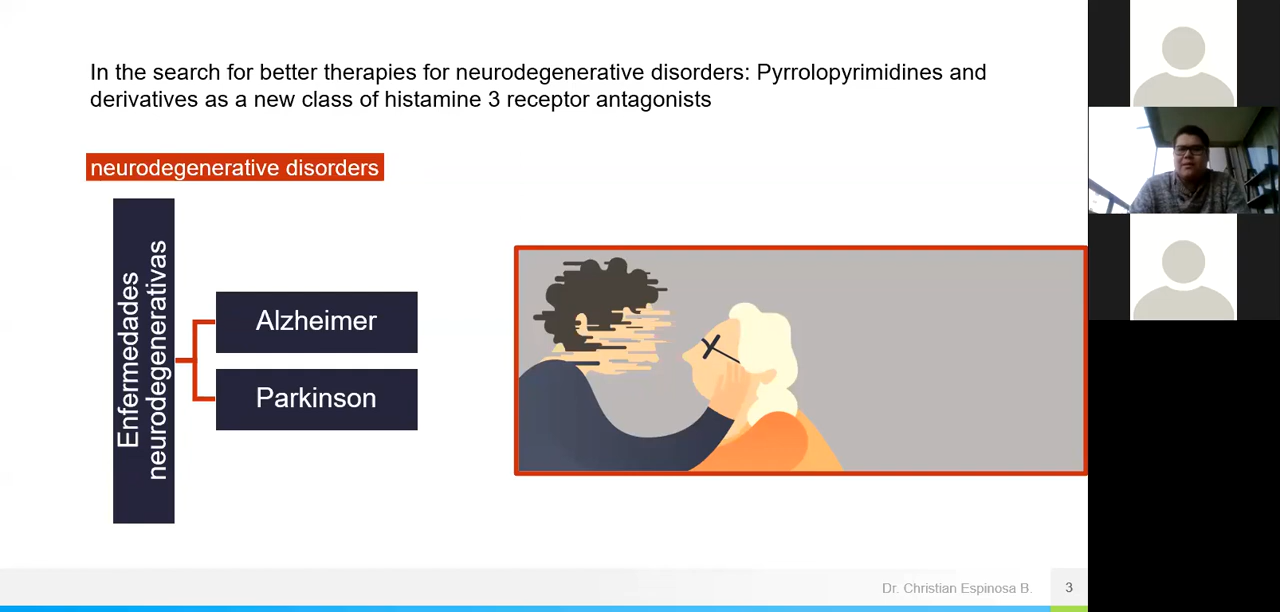 In the search for better therapies for neurodegenerative disorders: Pyrrolopyrimidines and
derivatives as a new class of histamine 3 receptor antagonists
neurodegenerative disorders
Enfermedades
neurodegenerativas
Alzheimer
Parkinson
Dr. Christian Espinosa B.
3